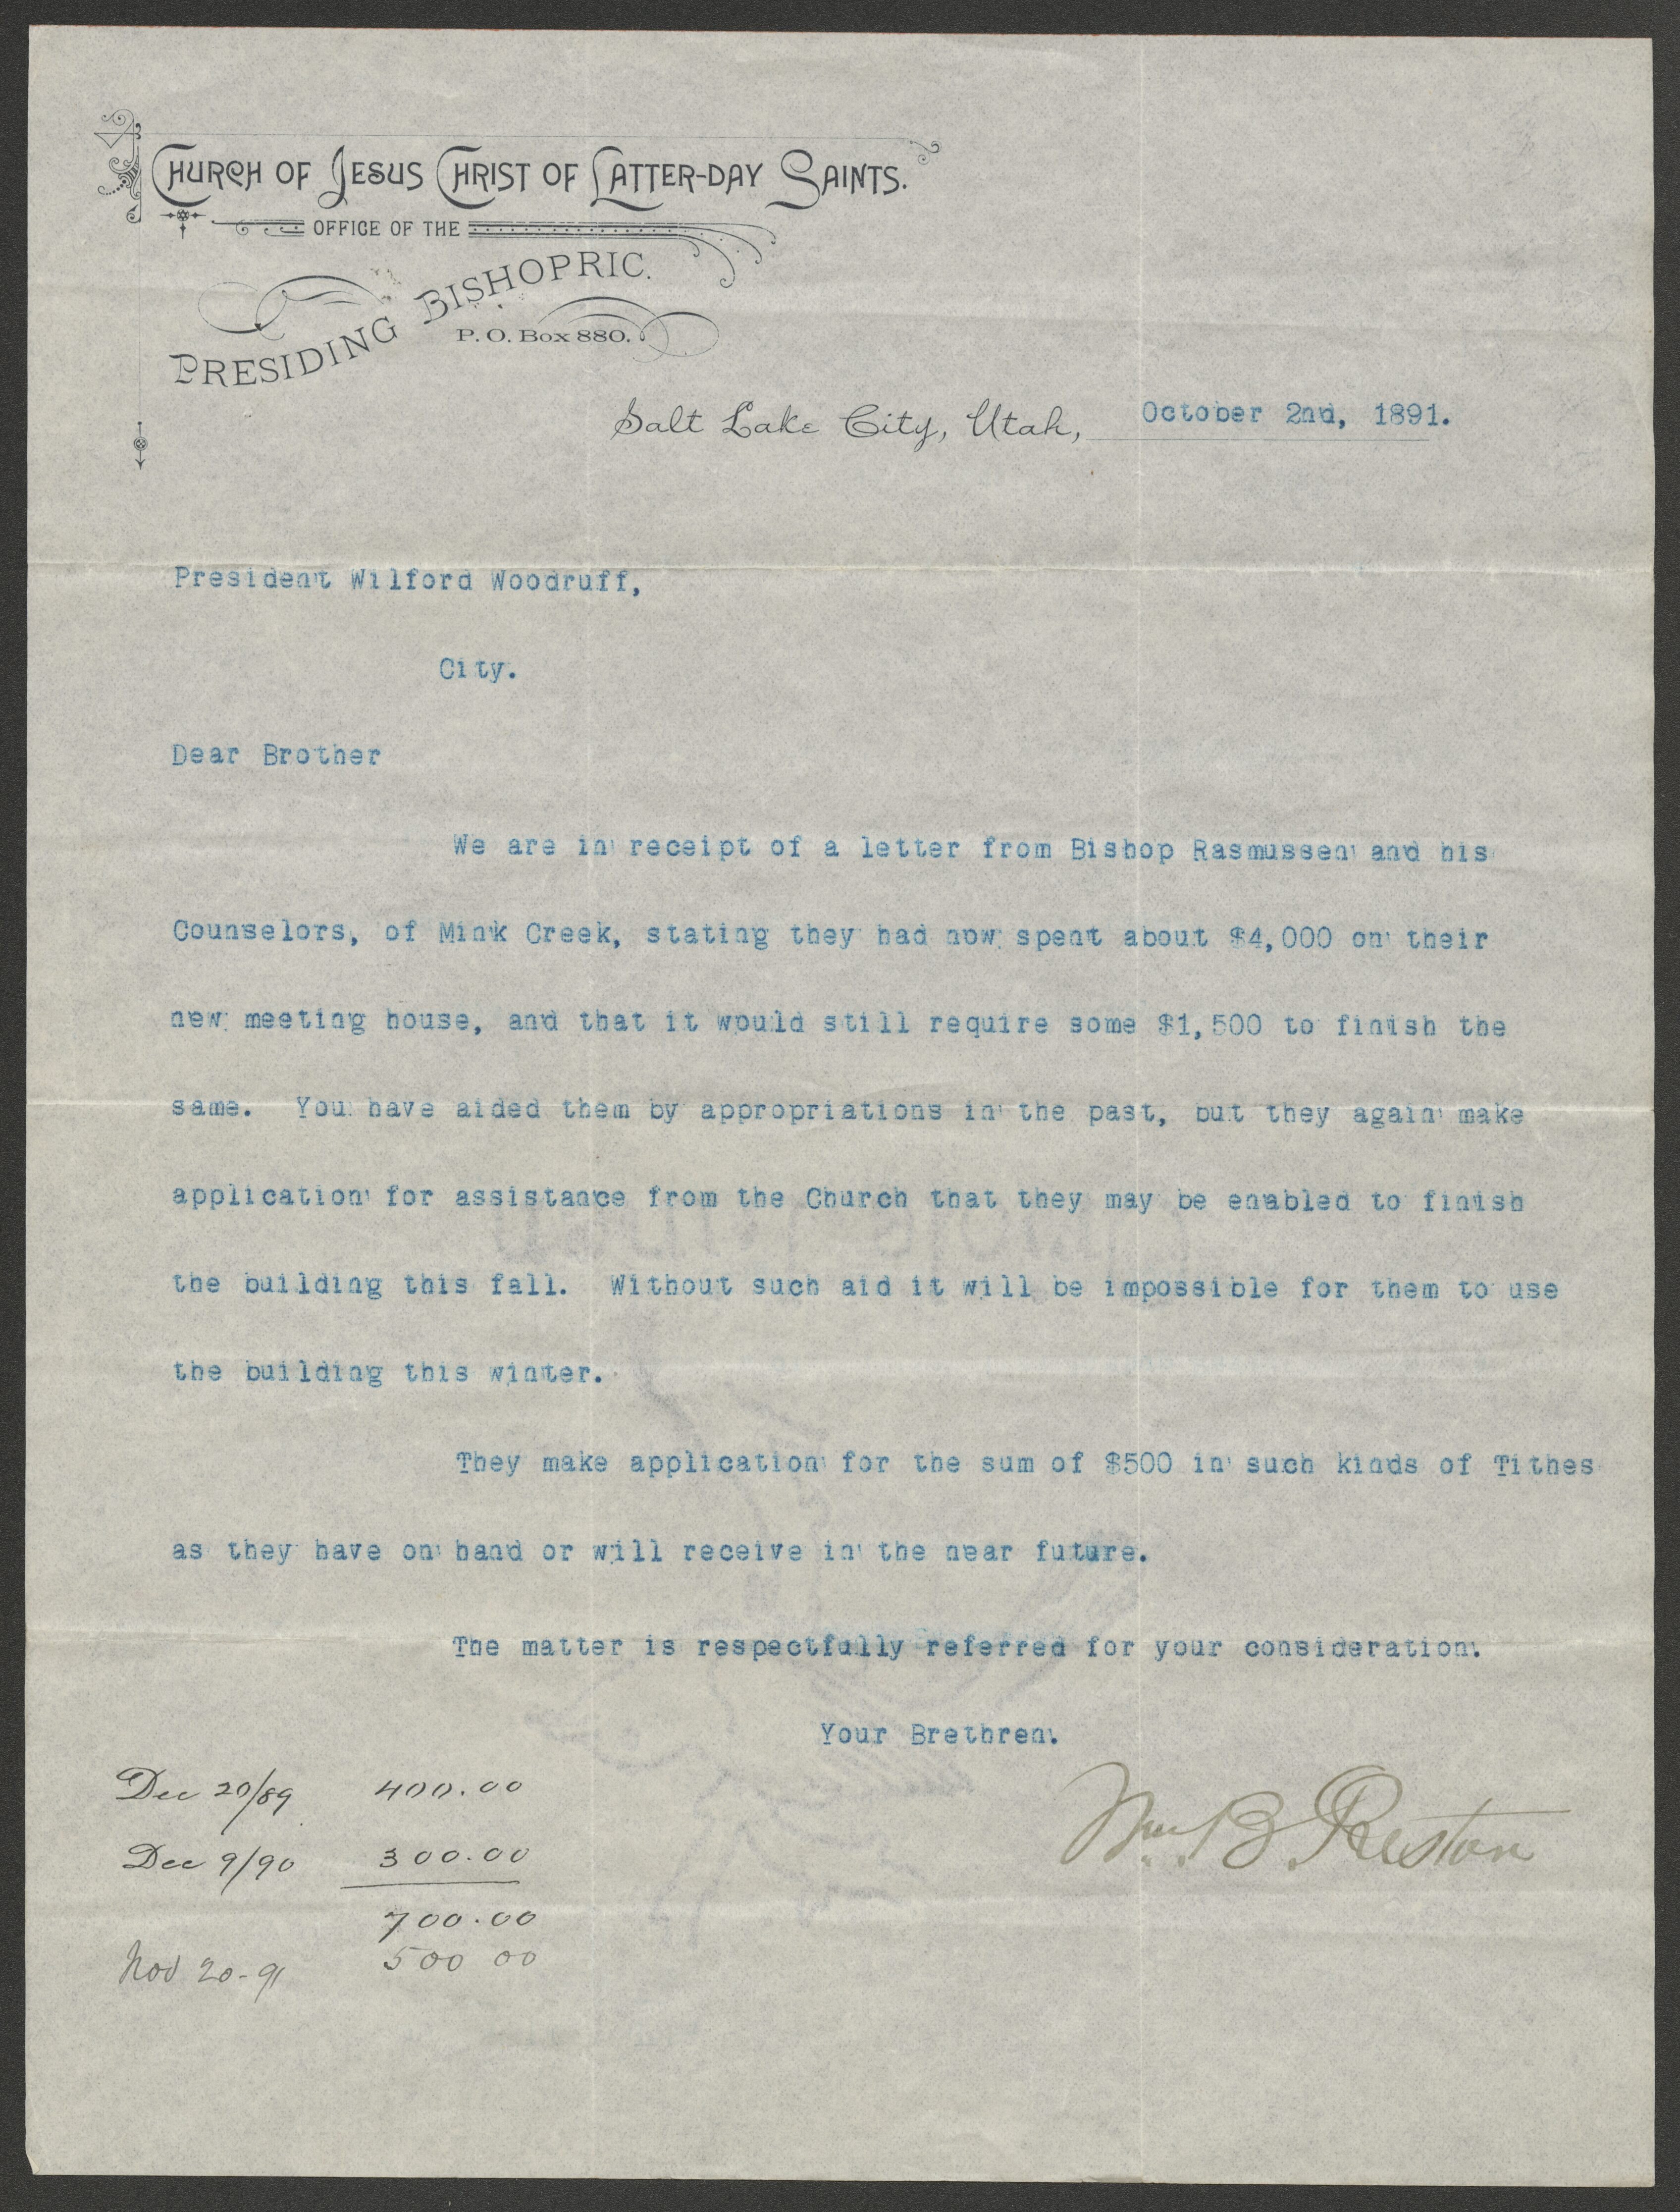 CHURCH OF JESUS CHRIST OF LATTER-DAY SAINTS.
OFFICE OF THE
PRESIDING BISHOPRIC.
P. O. Box 880.
Salt Lake City, Utah, October 2nd, 1891.
President Wilford Woodruff,
City.
Dear Brother
We are in receipt of a letter from Bishop Rasmussen and his
Counselors, of Mink Creek, stating they had now spent about $4,000 on their
new meeting house, and that it would still require some $1,500 to finish the
same. You have aided them by appropriations in the past, but they again make
application for assistance from the Church that they may be enabled to finish
the building this fall. Without such aid it will be impossible for them to use
the building this winter.
They make application for the sum of $500 in such kinds of Tithes
as they have on hand or will receive in the near future.
The matter is respectfully referred for your consideration.
Your Brethren.
Wm. B. Preston
Dec 20/89 400.00
Dec 9/90 300.00
700.00
Nov 20-91 500 00